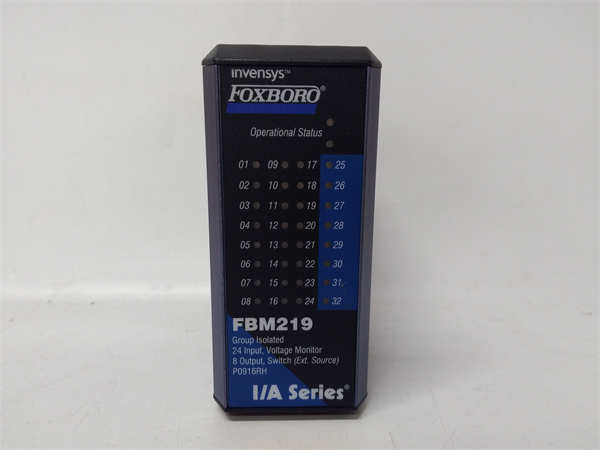 invensys™
FOXBORO®
Operational Status
01 09 17 25
02 10 18 26
03 11 19 27
04 12 20 28
05 13 21 29
06 14 22 30
07 15 23 31
08 16 24 32
FBM219
Group Isolated
24 Input, Voltage Monitor
8 Output, Switch (Ext. Source)
P0916RH
I/A Series®